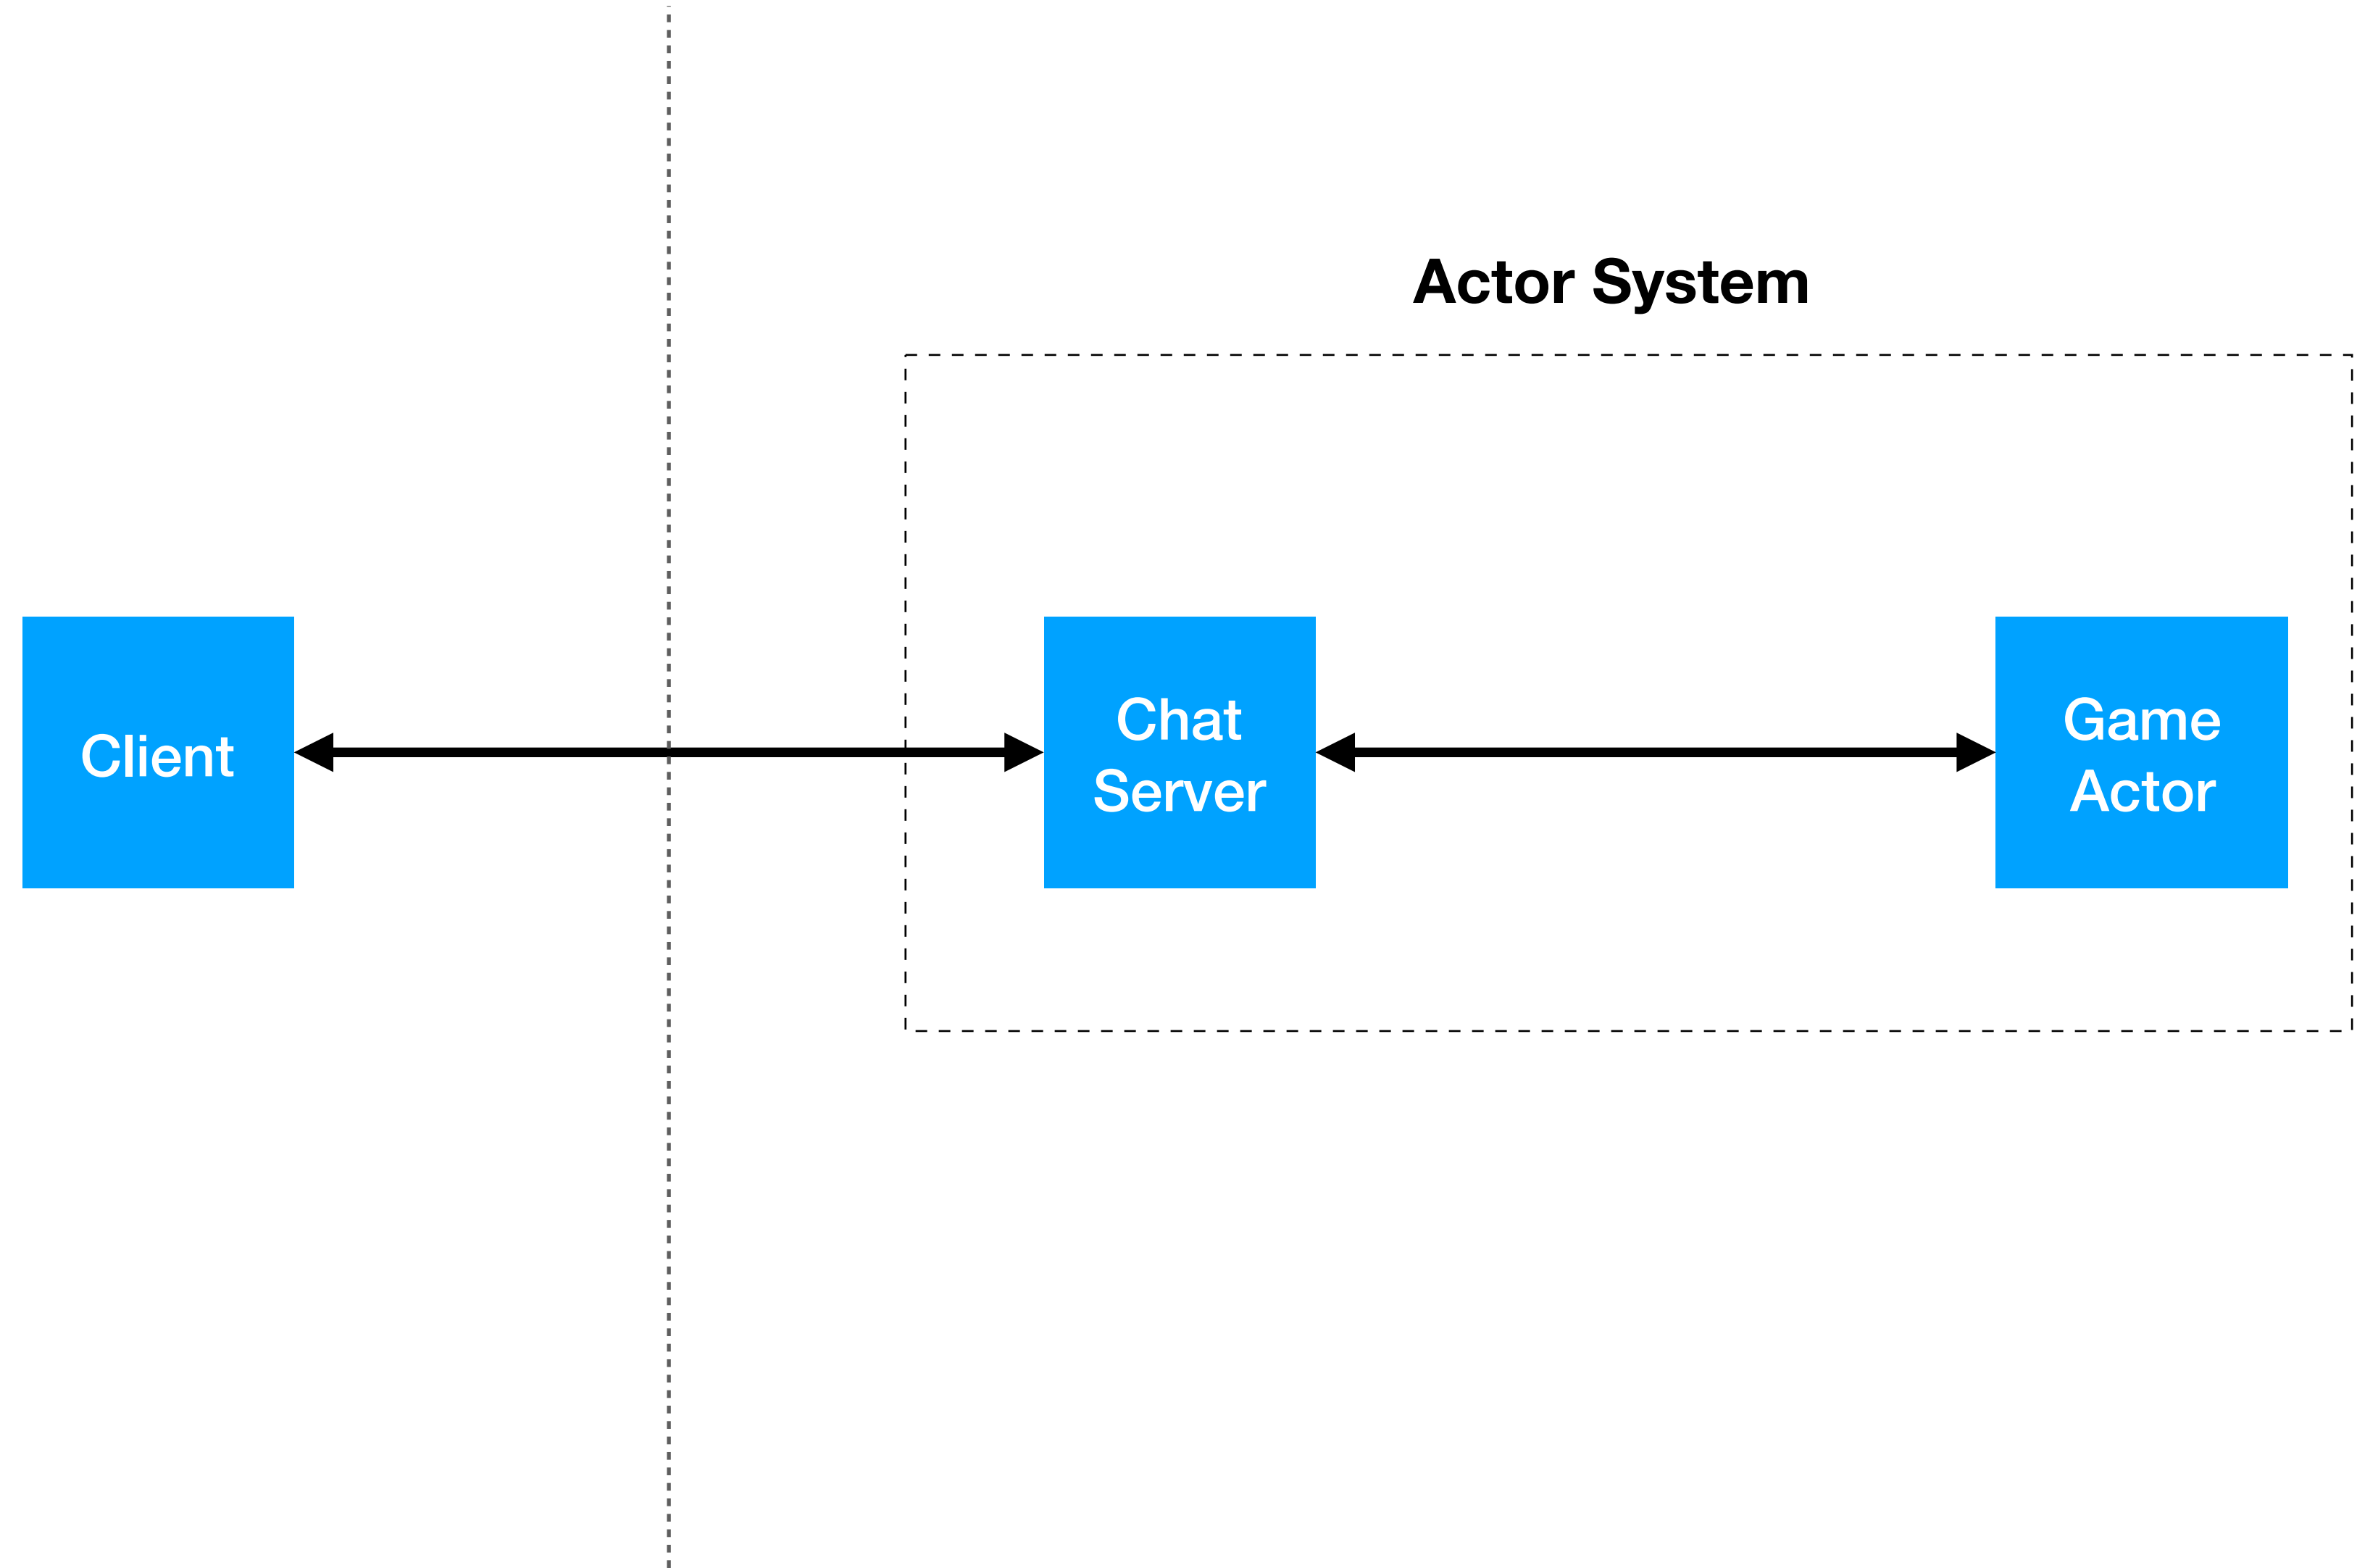 Actor System
Client
Chat
Server
Game
Actor